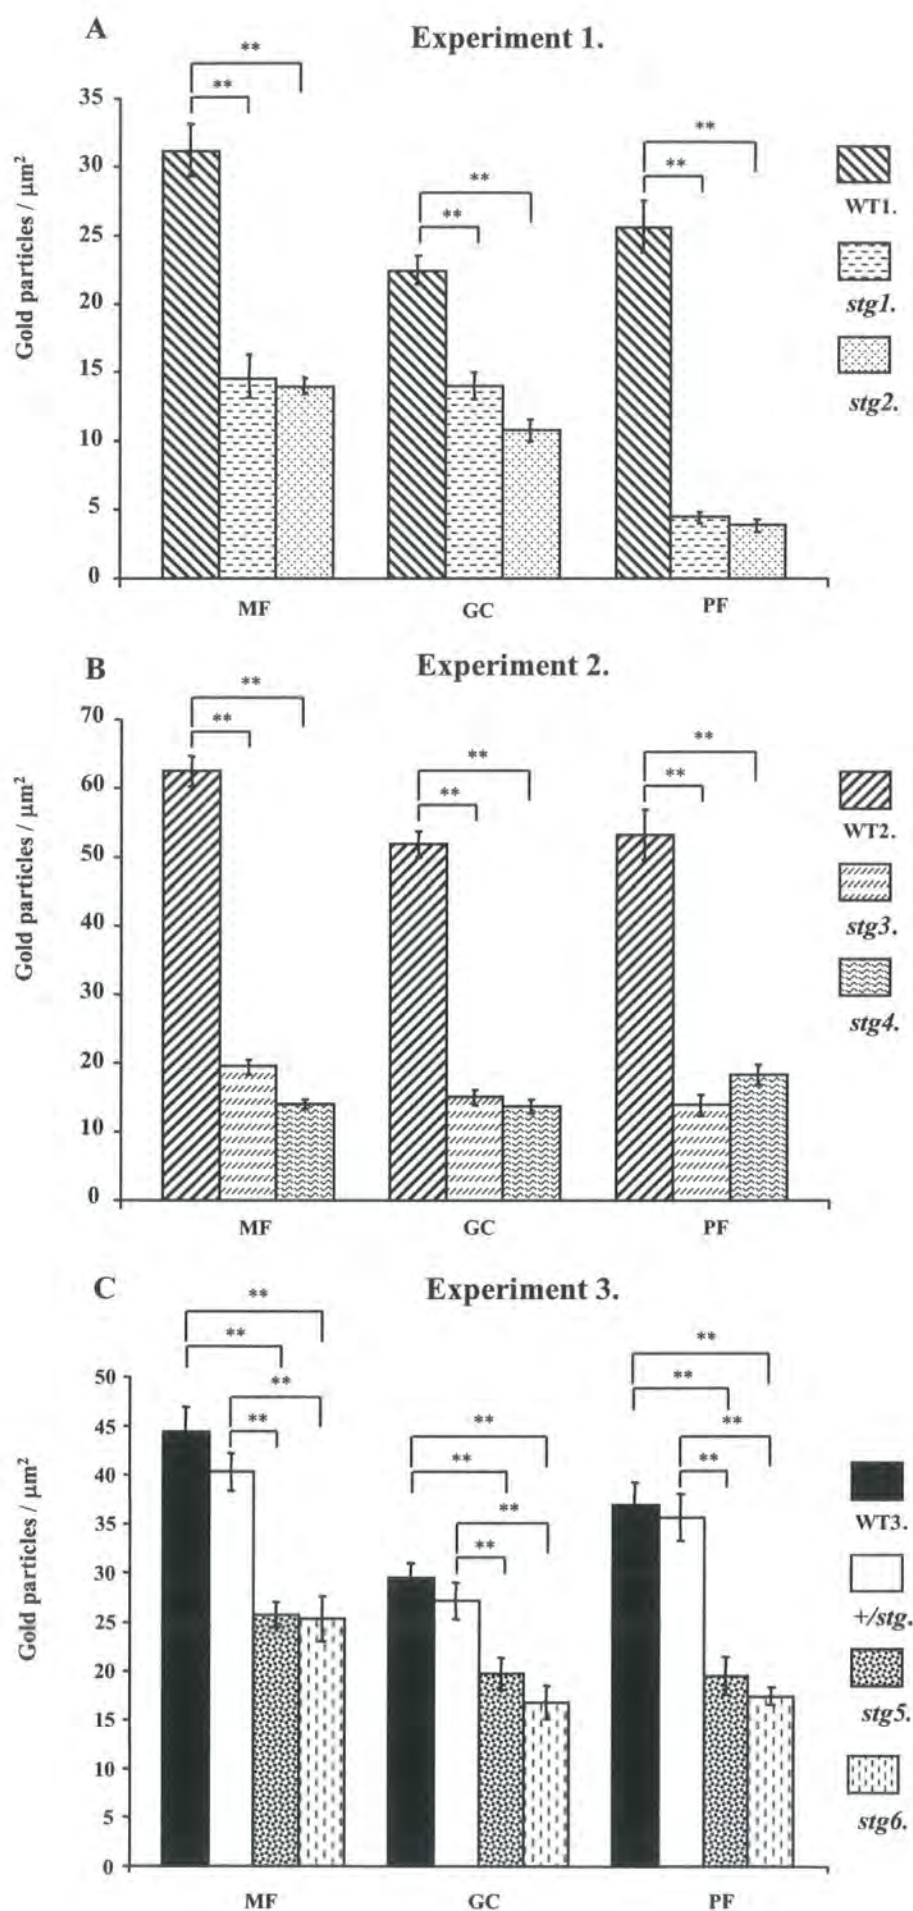 A
Experiment 1.
**
**
35
30
25
20
15
10
5
0
Gold particles / μm²
**
**
**
**
MF
GC
PF
WT1.
stg1.
stg2.
B
Experiment 2.
**
**
70
60
50
40
30
20
10
0
Gold particles / μm²
**
**
**
**
MF
GC
PF
WT2.
stg3.
stg4.
C
Experiment 3.
**
**
**
**
50
45
40
35
30
25
20
15
10
5
0
Gold particles / μm²
**
**
**
**
**
**
**
**
MF
GC
PF
WT3.
+/stg.
stg5.
stg6.